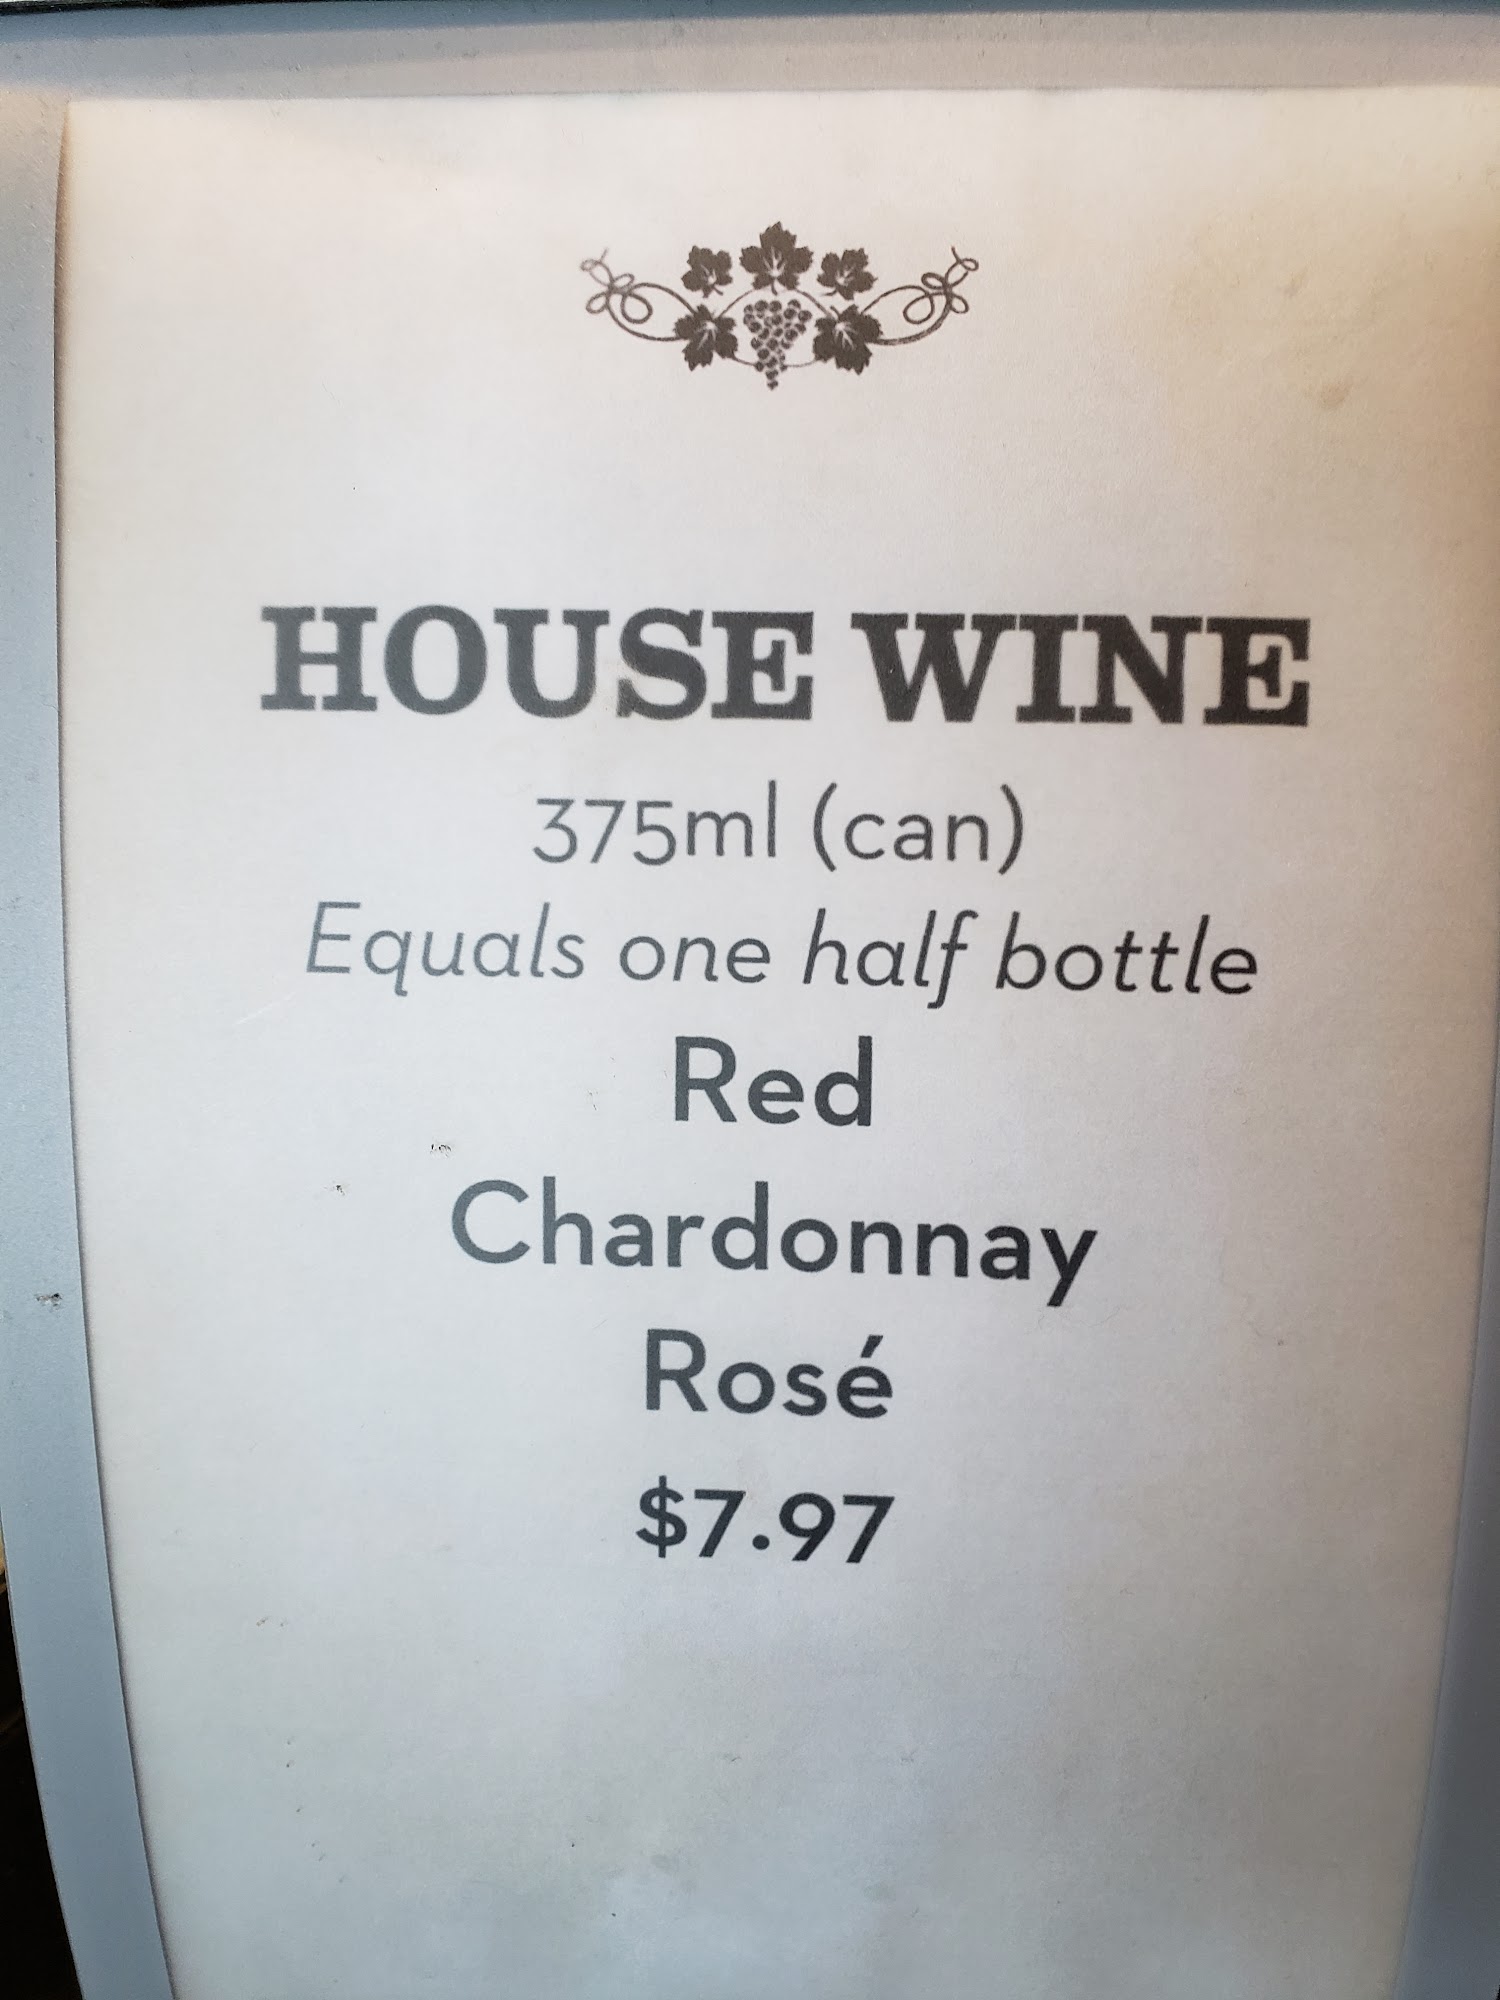 HOUSE WINE
375ml (can)
Equals one half bottle
Red
Chardonnay
Rosé
$7.97